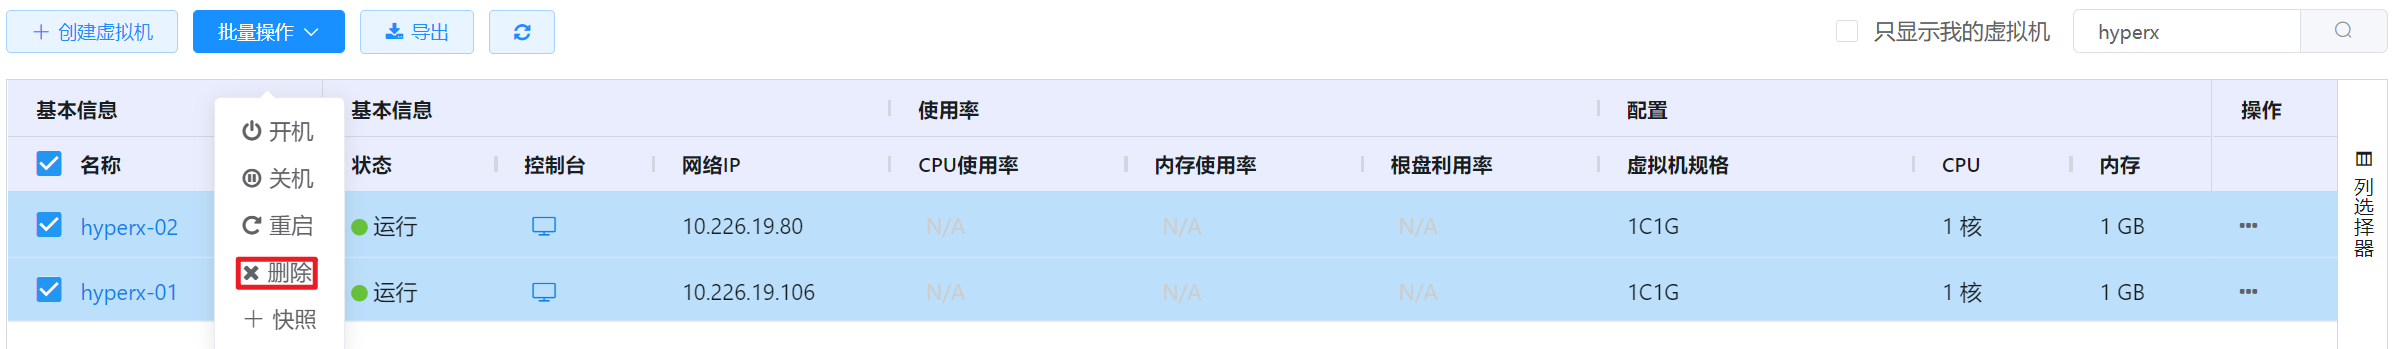 创建虚拟机 批量操作 导出 只显示我的虚拟机 hyperx
基本信息 基本信息 使用率 配置 操作
名称 状态 控制台 网络IP CPU使用率 内存使用率 根盘利用率 虚拟机规格 CPU 内存
hyperx-02 运行 10.226.19.80 N/A N/A N/A 1C1G 1 核 1 GB
hyperx-01 运行 10.226.19.106 N/A N/A N/A 1C1G 1 核 1 GB
开机
关机
重启
删除
快照
列选择器